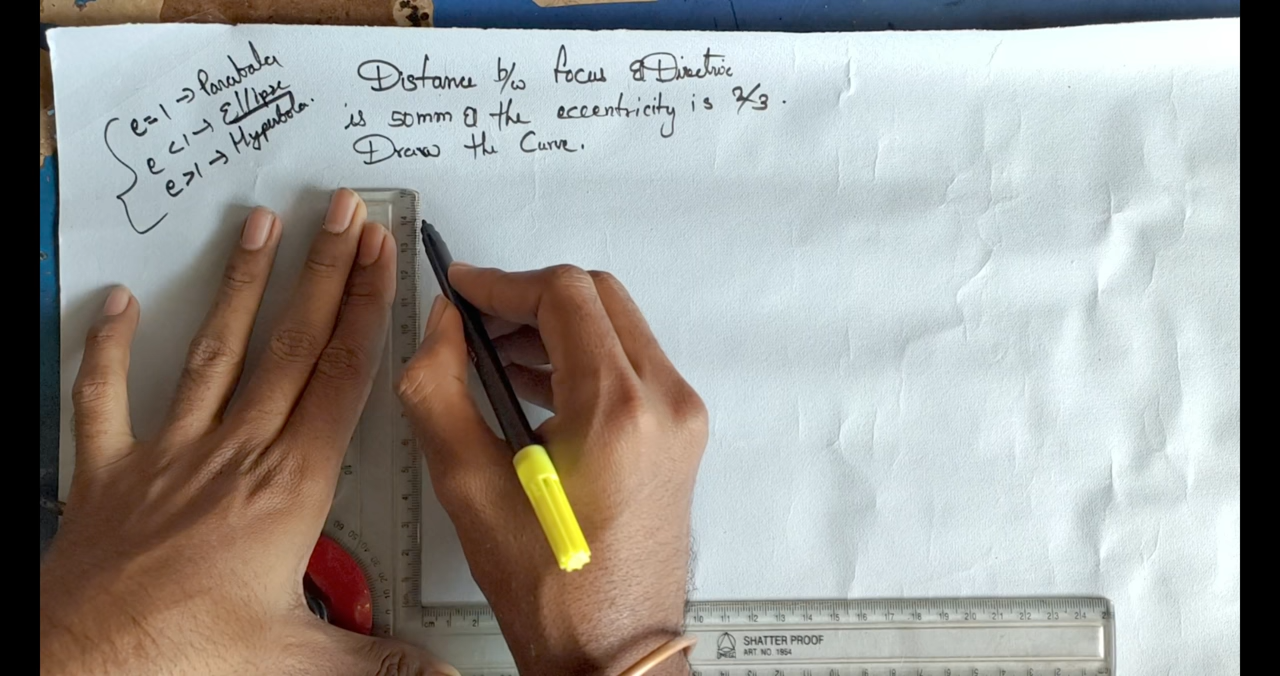 e=1 → Parabola
e<1 → Ellipse
e>1 → Hyperbola.
Distance b/w focus & Directric
is 50mm & the eccentricity is 2/3.
Draw the Curve.
SHATTER PROOF
ART NO. 1954